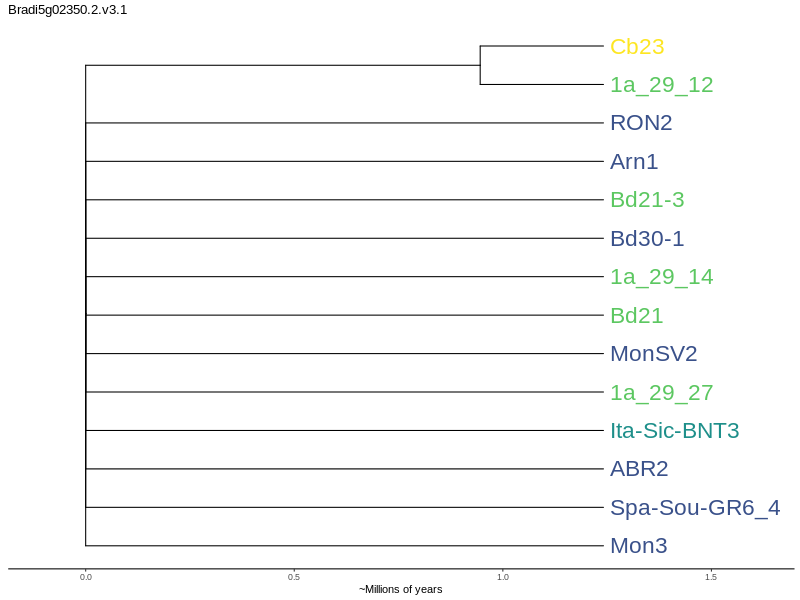 Bradi5g02350.2.v3.1
Cb23
1a_29_12
RON2
Arn1
Bd21-3
Bd30-1
1a_29_14
Bd21
MonSV2
1a_29_27
Ita-Sic-BNT3
ABR2
Spa-Sou-GR6_4
Mon3
0.0 0.5 1.0 1.5
~Millions of years